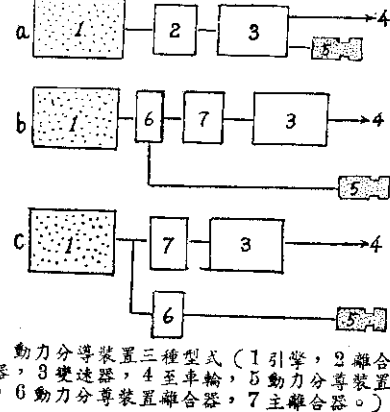 a 1 2 3 4 5
b 1 6 7 3 4 5
c 1 7 3 4 6 5
動力分導裝置三種型式（1引擎，2離合
器，3變速器，4至車輪，5動力分導裝置
，6動力分导裝置離合器，7主離合器。）